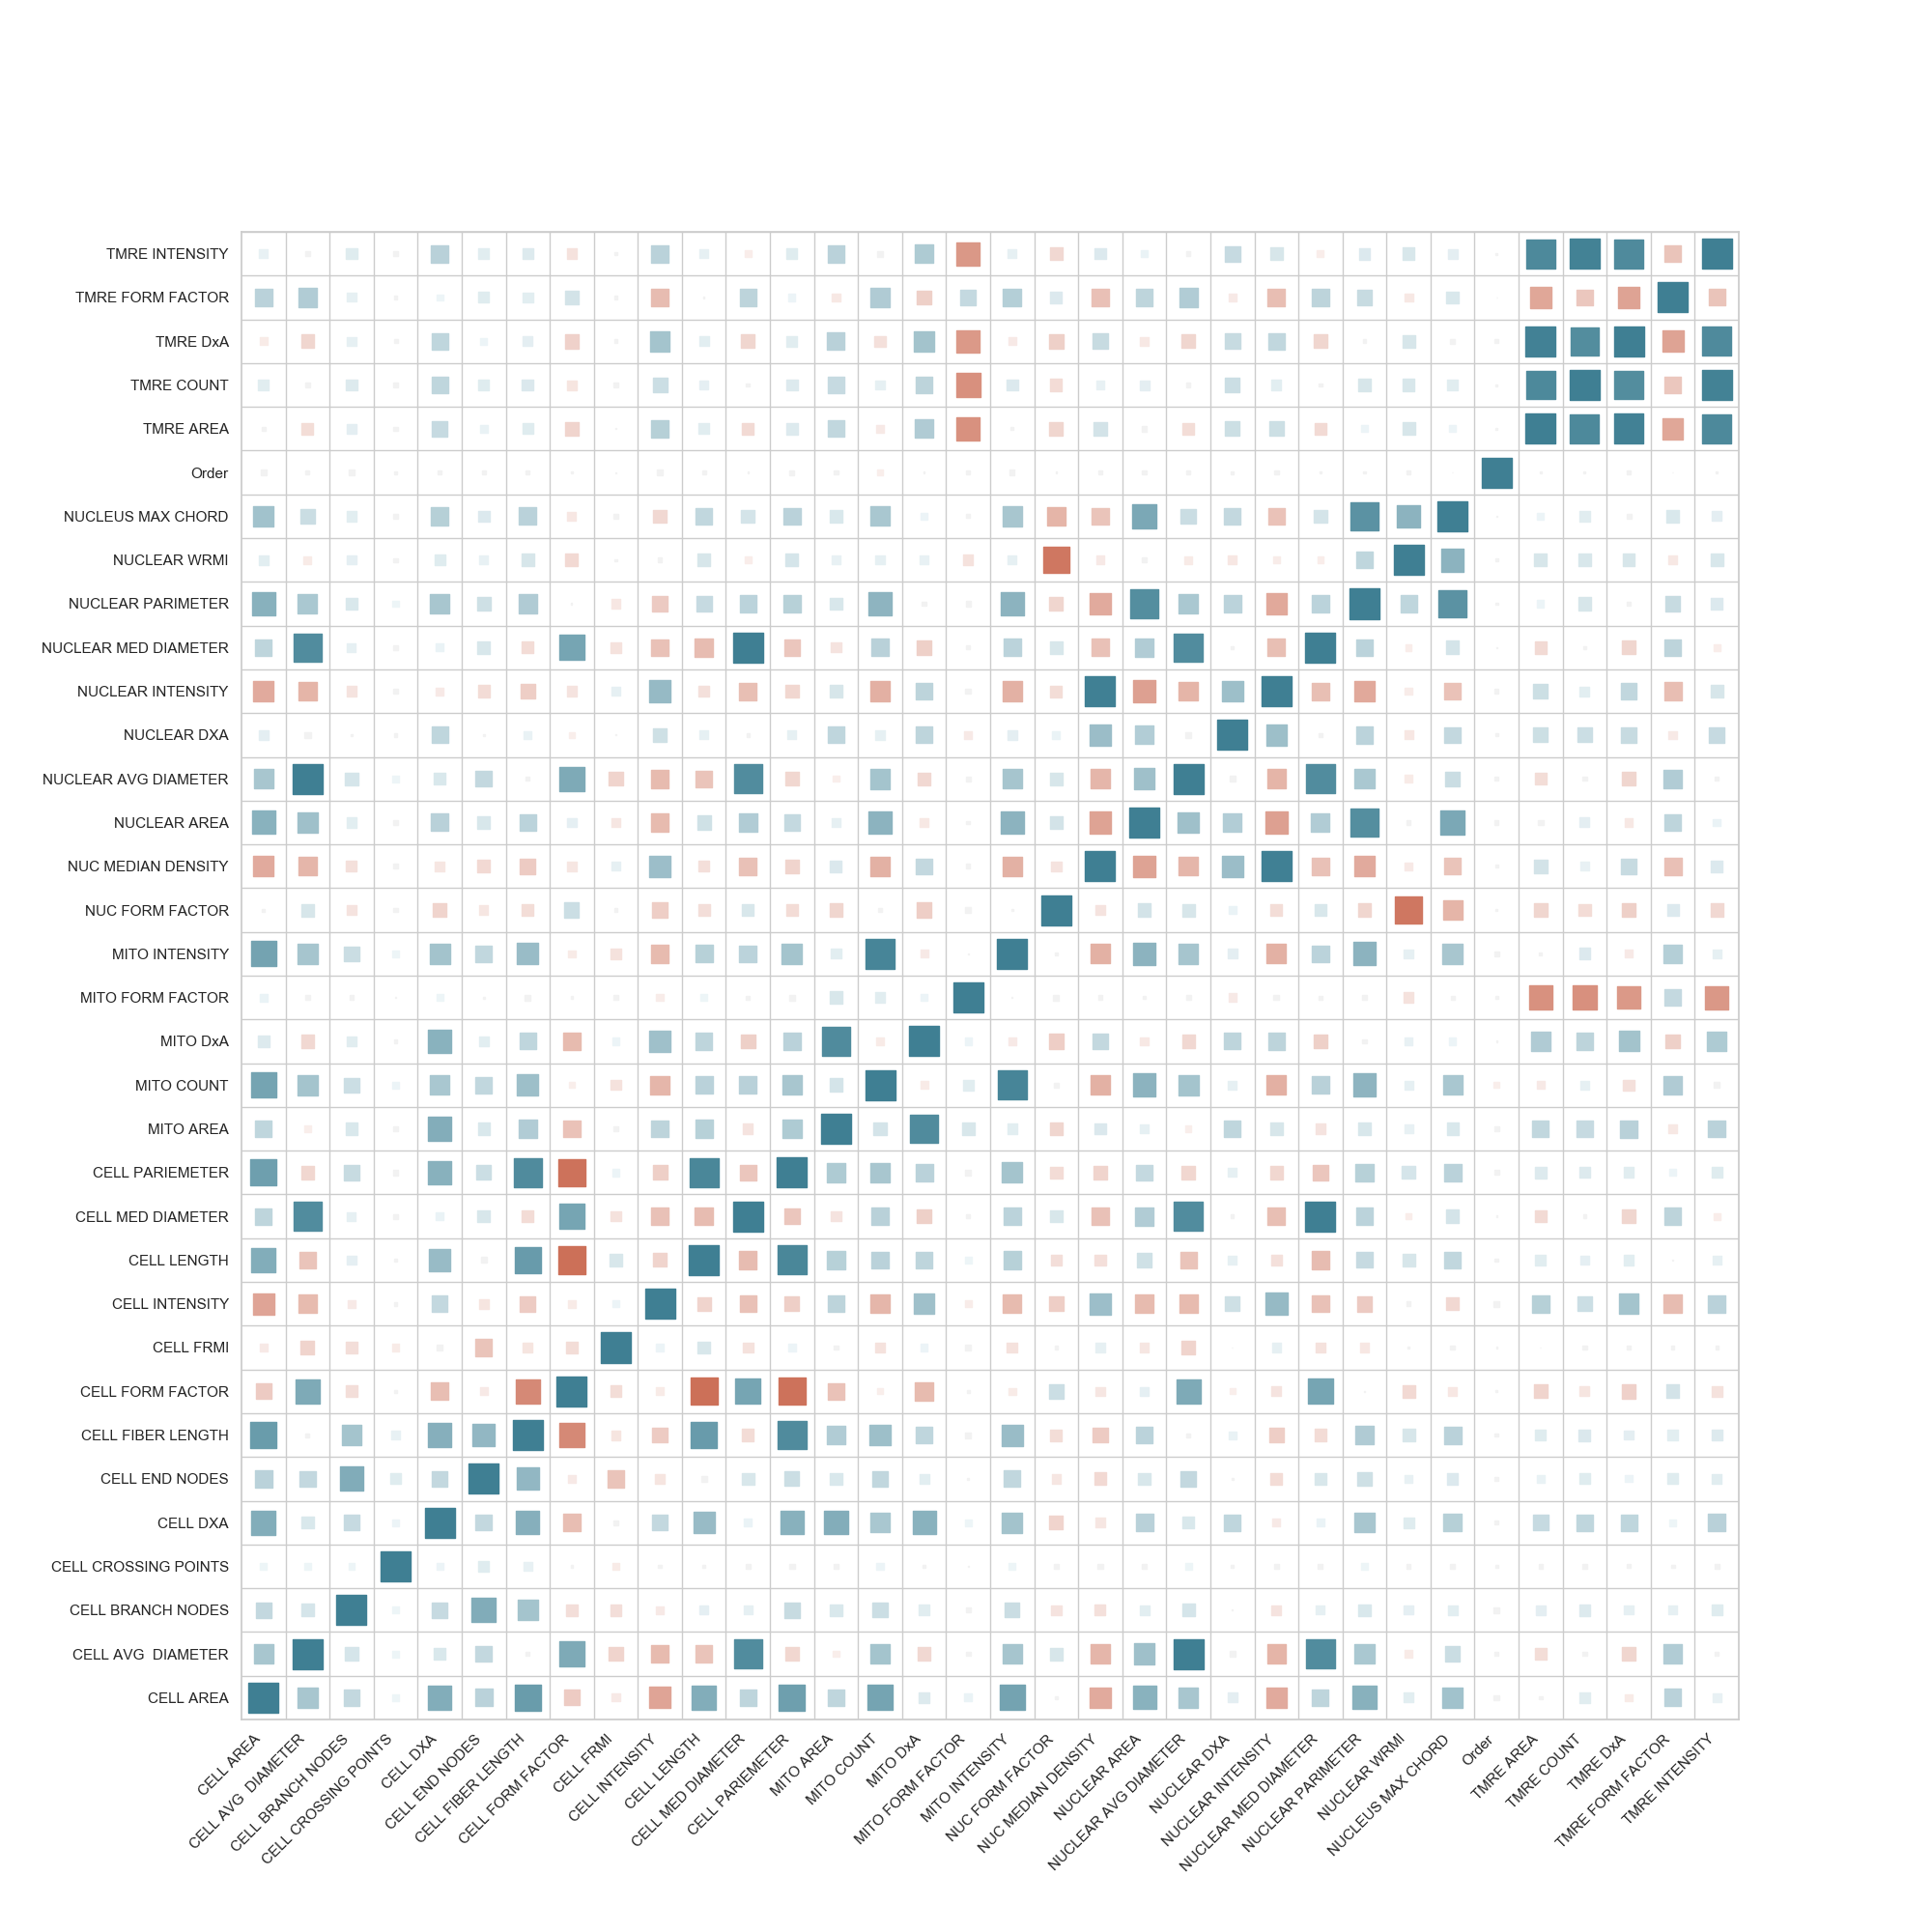 TMRE INTENSITY
TMRE FORM FACTOR
TMRE DxA
TMRE COUNT
TMRE AREA
Order
NUCLEUS MAX CHORD
NUCLEAR WRMI
NUCLEAR PARIMETER
NUCLEAR MED DIAMETER
NUCLEAR INTENSITY
NUCLEAR DXA
NUCLEAR AVG DIAMETER
NUCLEAR AREA
NUC MEDIAN DENSITY
NUC FORM FACTOR
MITO INTENSITY
MITO FORM FACTOR
MITO DxA
MITO COUNT
MITO AREA
CELL PARIEMETER
CELL MED DIAMETER
CELL LENGTH
CELL INTENSITY
CELL FRMI
CELL FORM FACTOR
CELL FIBER LENGTH
CELL END NODES
CELL DXA
CELL CROSSING POINTS
CELL BRANCH NODES
CELL AVG  DIAMETER
CELL AREA
CELL AREA
CELL AVG  DIAMETER
CELL BRANCH NODES
CELL CROSSING POINTS
CELL DXA
CELL END NODES
CELL FIBER LENGTH
CELL FORM FACTOR
CELL FRMI
CELL INTENSITY
CELL LENGTH
CELL MED DIAMETER
CELL PARIEMETER
MITO AREA
MITO COUNT
MITO DxA
MITO FORM FACTOR
MITO INTENSITY
NUC FORM FACTOR
NUC MEDIAN DENSITY
NUCLEAR AREA
NUCLEAR AVG DIAMETER
NUCLEAR DXA
NUCLEAR INTENSITY
NUCLEAR MED DIAMETER
NUCLEAR PARIMETER
NUCLEAR WRMI
NUCLEUS MAX CHORD
Order
TMRE AREA
TMRE COUNT
TMRE DxA
TMRE FORM FACTOR
TMRE INTENSITY